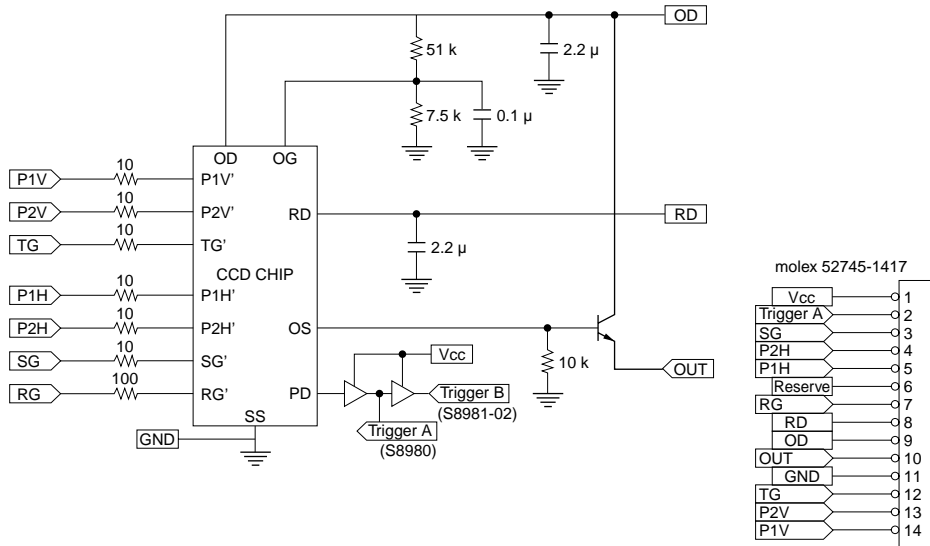 OD
51 k
2.2 µ
7.5 k
0.1 µ
OD OG
P1V 10 P1V'
P2V 10 P2V' RD RD
TG 10 TG'
2.2 µ
CCD CHIP
P1H 10 P1H'
P2H 10 P2H' OS
SG 10 SG'
10 k
Vcc
OUT
RG 100 RG' PD
Trigger B
(S8981-02)
SS
GND
Trigger A
(S8980)
molex 52745-1417
Vcc 1
Trigger A 2
SG 3
P2H 4
P1H 5
Reserve 6
RG 7
RD 8
OD 9
OUT 10
GND 11
TG 12
P2V 13
P1V 14